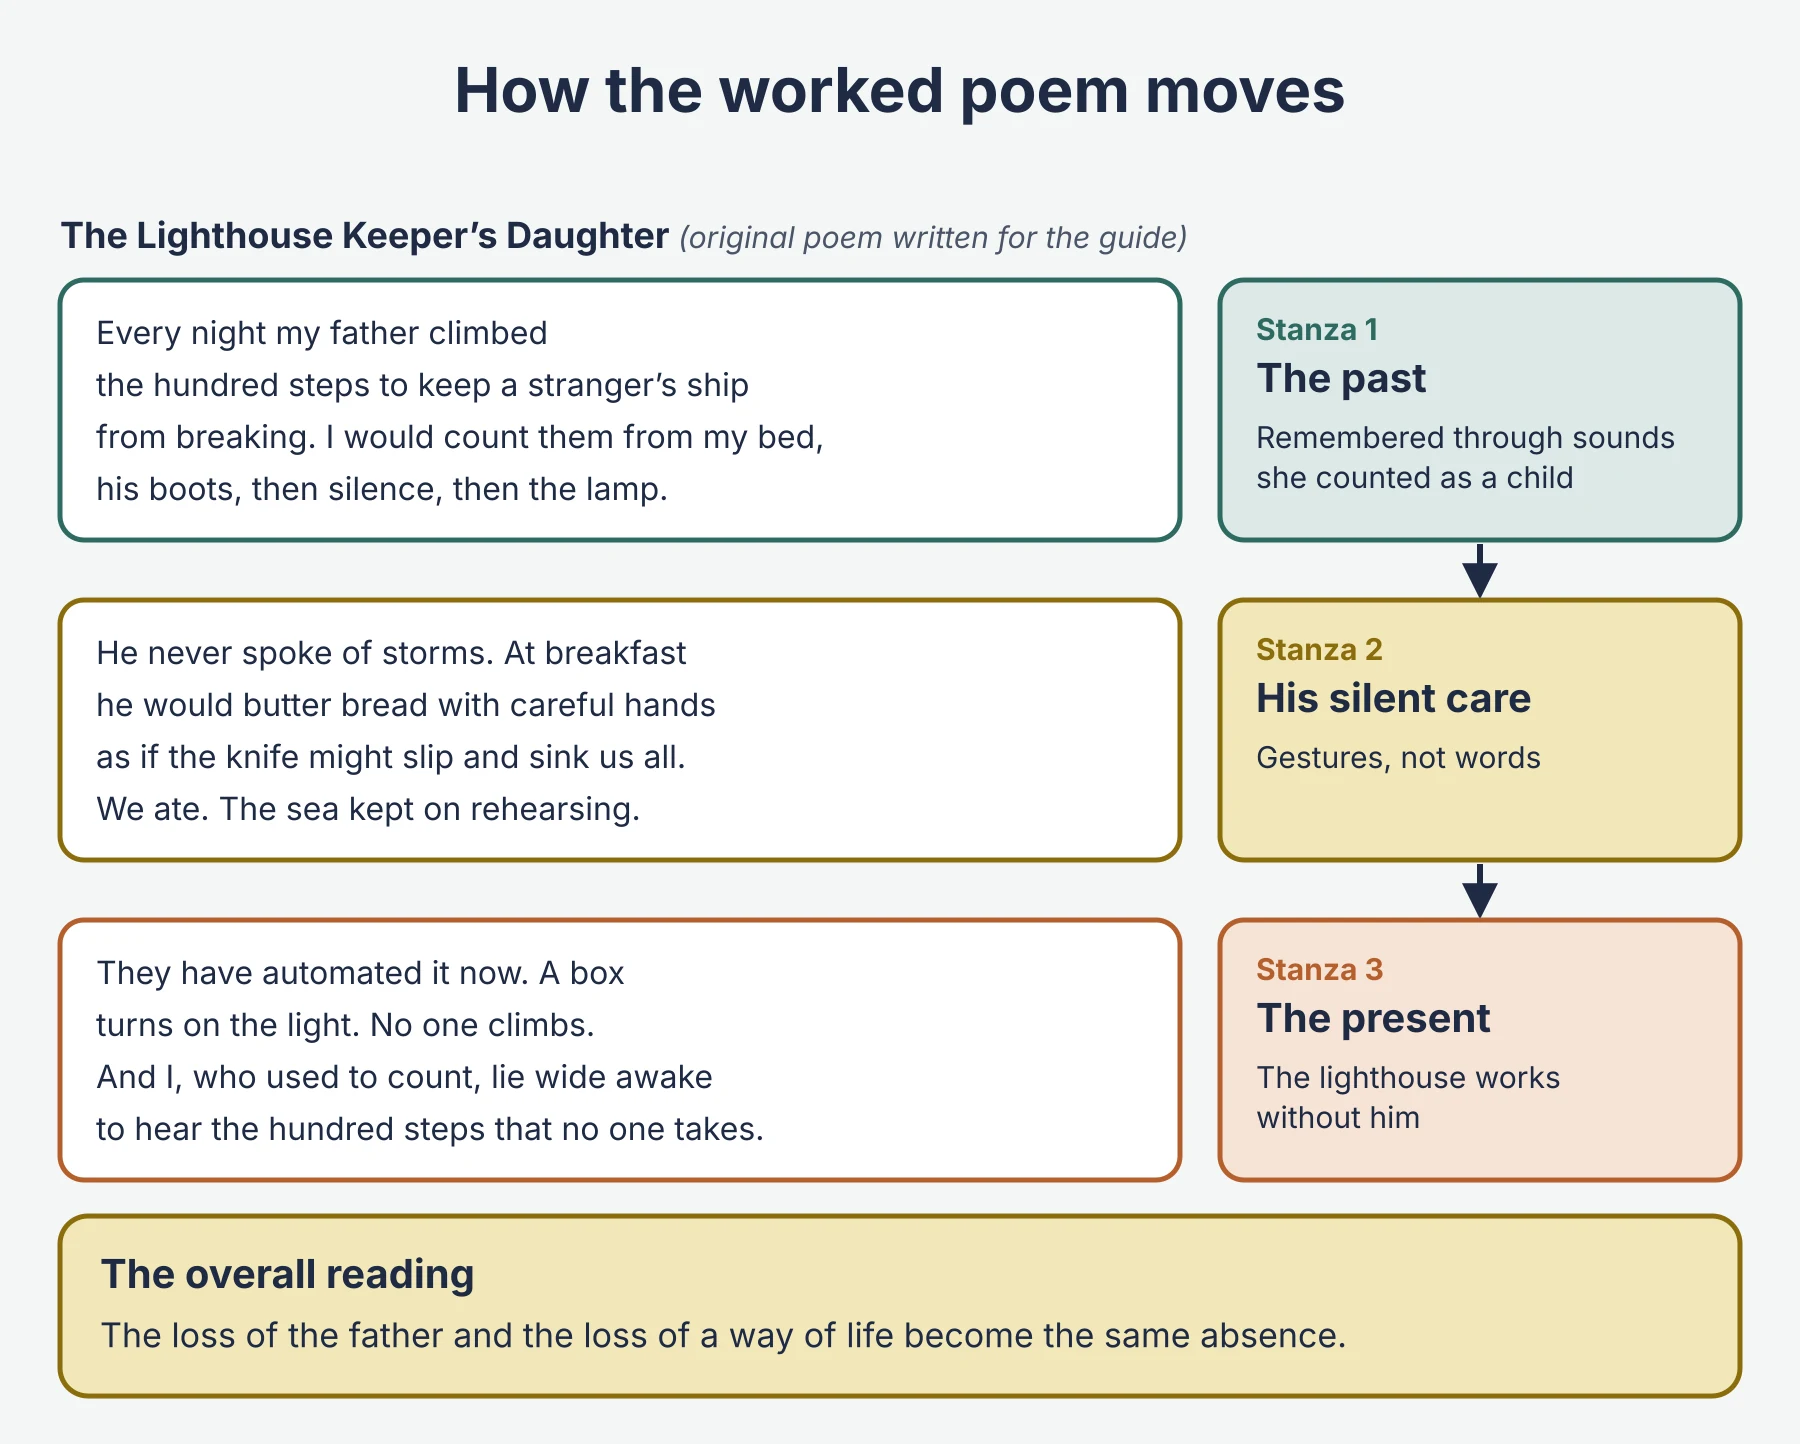 How the worked poem moves
The Lighthouse Keeper’s Daughter (original poem written for the guide)
Every night my father climbed
the hundred steps to keep a stranger’s ship
from breaking. I would count them from my bed,
his boots, then silence, then the lamp.
Stanza 1
The past
Remembered through sounds
she counted as a child
He never spoke of storms. At breakfast
he would butter bread with careful hands
as if the knife might slip and sink us all.
We ate. The sea kept on rehearsing.
Stanza 2
His silent care
Gestures, not words
They have automated it now. A box
turns on the light. No one climbs.
And I, who used to count, lie wide awake
to hear the hundred steps that no one takes.
Stanza 3
The present
The lighthouse works
without him
The overall reading
The loss of the father and the loss of a way of life become the same absence.